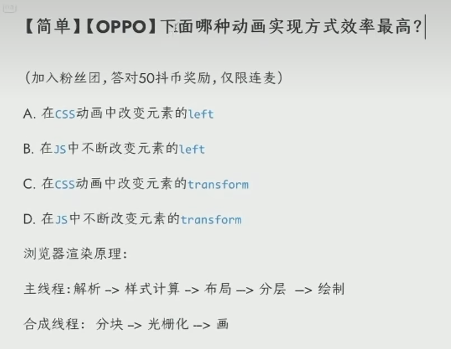 【简单】【OPPO】下面哪种动画实现方式效率最高？
（加入粉丝团，答对50抖币奖励，仅限连麦）
A. 在CSS动画中改变元素的left
B. 在JS中不断改变元素的left
C. 在CSS动画中改变元素的transform
D. 在JS中不断改变元素的transform
浏览器渲染原理：
主线程：解析 —> 样式计算 —> 布局 —> 分层 —> 绘制
合成线程： 分块 —> 光栅化 —> 画